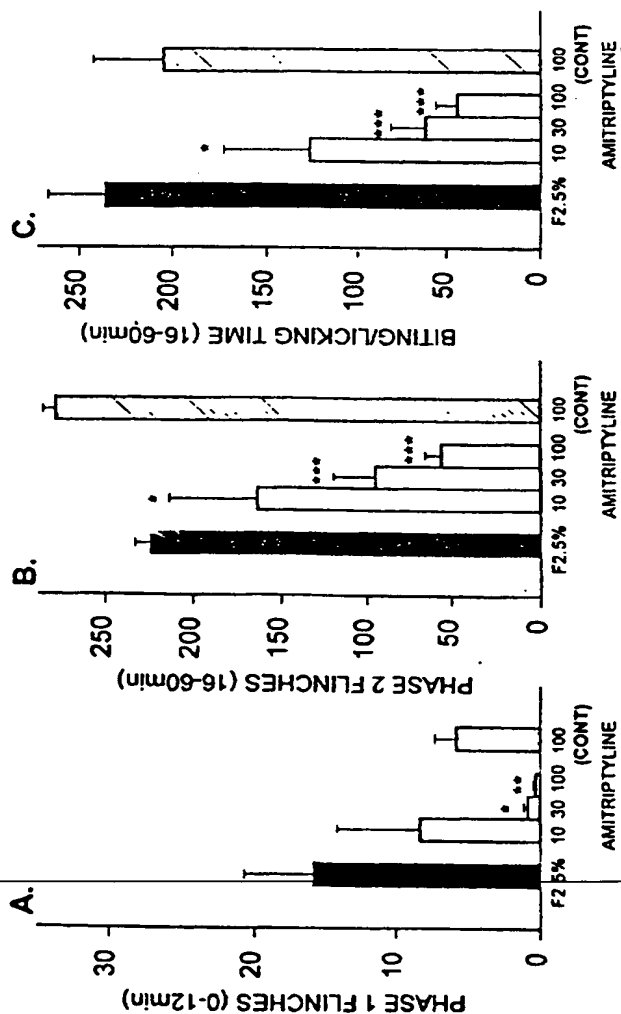 A.
PHASE 1 FLINCHES (0-12min)
30
20
10
0
*
**
F2.5%
10 30 100
100
(CONT)
AMITRIPTYLINE
B.
PHASE 2 FLINCHES (16-60min)
250
200
150
100
50
0
*
***
***
F2.5%
10 30 100
100
(CONT)
AMITRIPTYLINE
C.
BITING/LICKING TIME (16-60min)
250
200
150
100
50
0
*
***
***
F2.5%
10 30 100
100
(CONT)
AMITRIPTYLINE